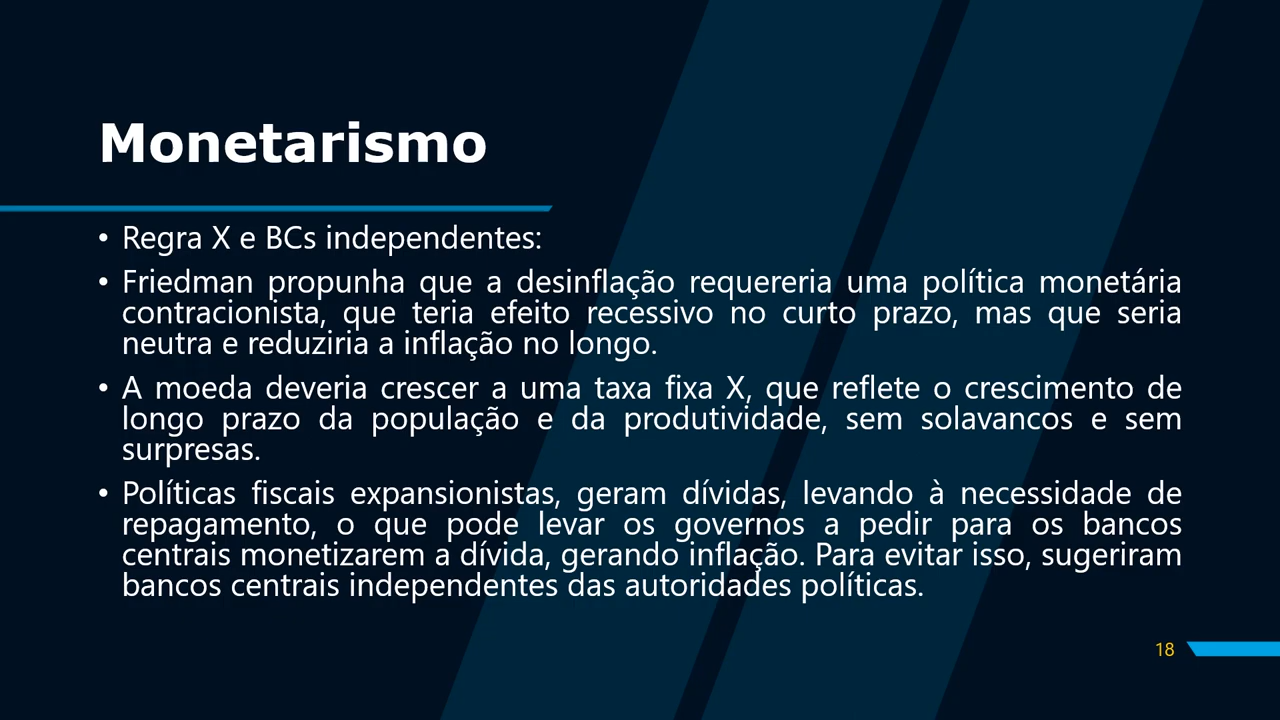 Monetarismo
• Regra X e BCs independentes:
• Friedman propunha que a desinflação requereria uma política monetária
contracionista, que teria efeito recessivo no curto prazo, mas que seria
neutra e reduziria a inflação no longo.
• A moeda deveria crescer a uma taxa fixa X, que reflete o crescimento de
longo prazo da população e da produtividade, sem solavancos e sem
surpresas.
• Políticas fiscais expansionistas, geram dívidas, levando à necessidade de
repagamento, o que pode levar os governos a pedir para os bancos
centrais monetizarem a dívida, gerando inflação. Para evitar isso, sugeriram
bancos centrais independentes das autoridades políticas.
18